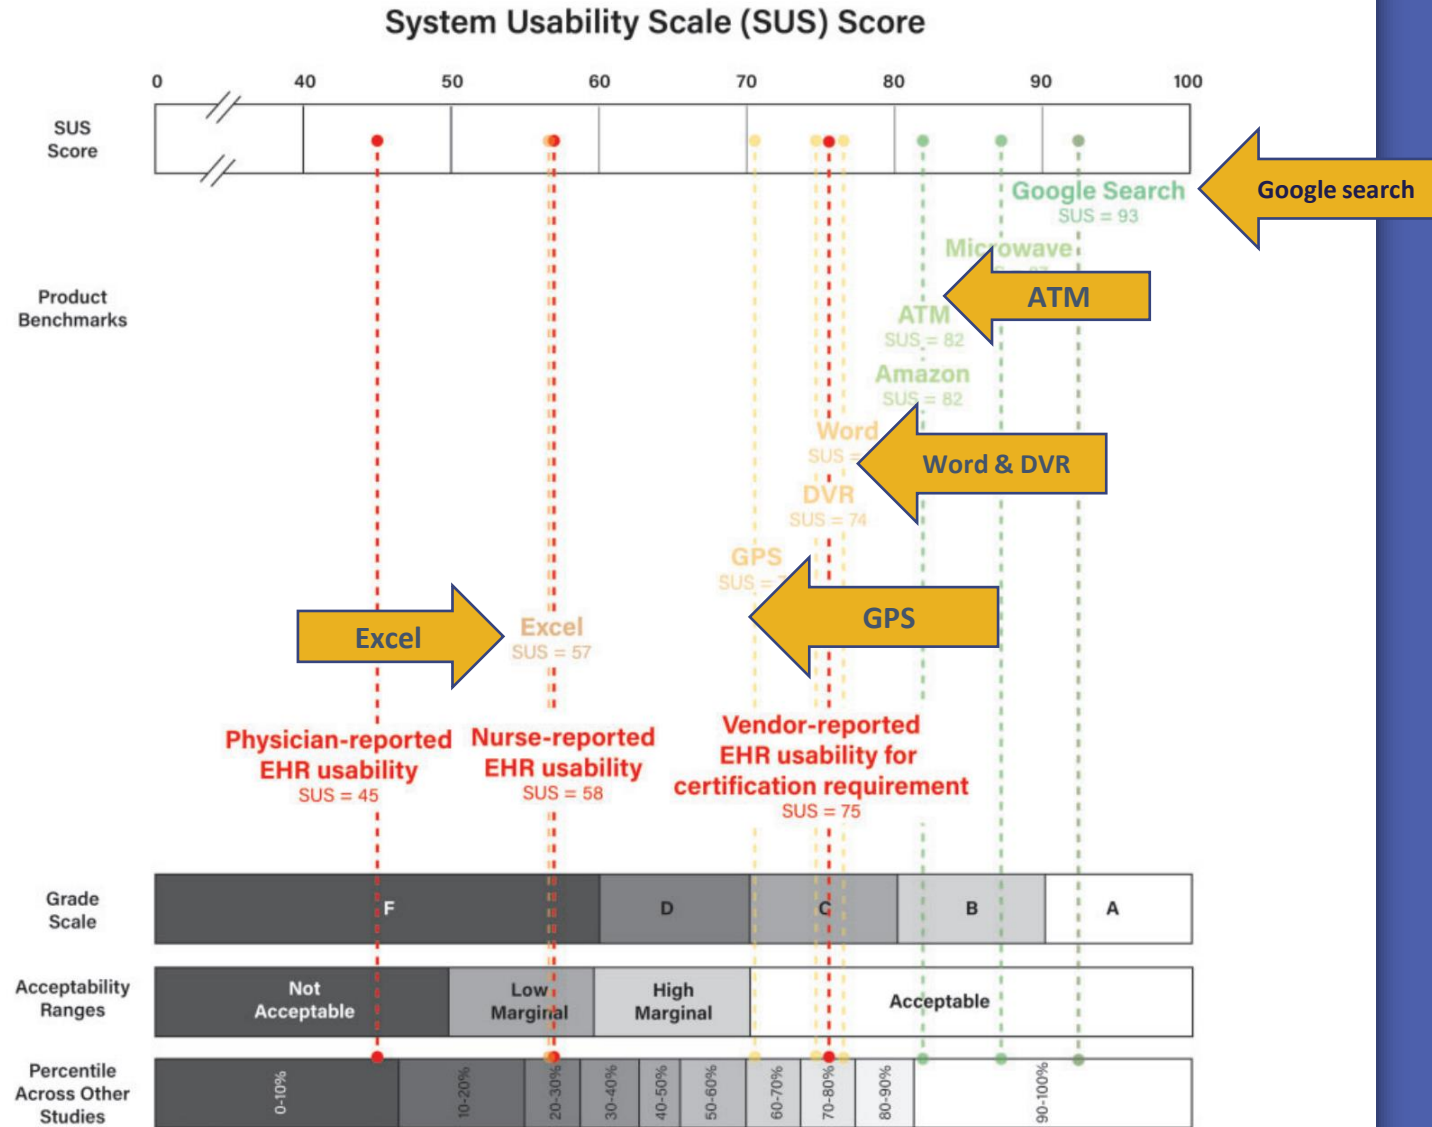 System Usability Scale (SUS) Score
0 40 50 60 70 80 90 100
SUS
Score
Google Search
SUS = 93
Google search
Microwave
Product
Benchmarks
ATM
ATM
SUS = 82
Amazon
SUS = 82
Word
SUS =
Word & DVR
DVR
SUS = 74
GPS
SUS =
GPS
Excel
Excel
SUS = 57
Physician-reported
EHR usability
SUS = 45
Nurse-reported
EHR usability
SUS = 58
Vendor-reported
EHR usability for
certification requirement
SUS = 75
Grade
Scale
F D C B A
Acceptability
Ranges
Not
Acceptable
Low
Marginal
High
Marginal
Acceptable
Percentile
Across Other
Studies
0-10%
10-20%
20-30%
30-40%
40-50%
50-60%
60-70%
70-80%
80-90%
90-100%